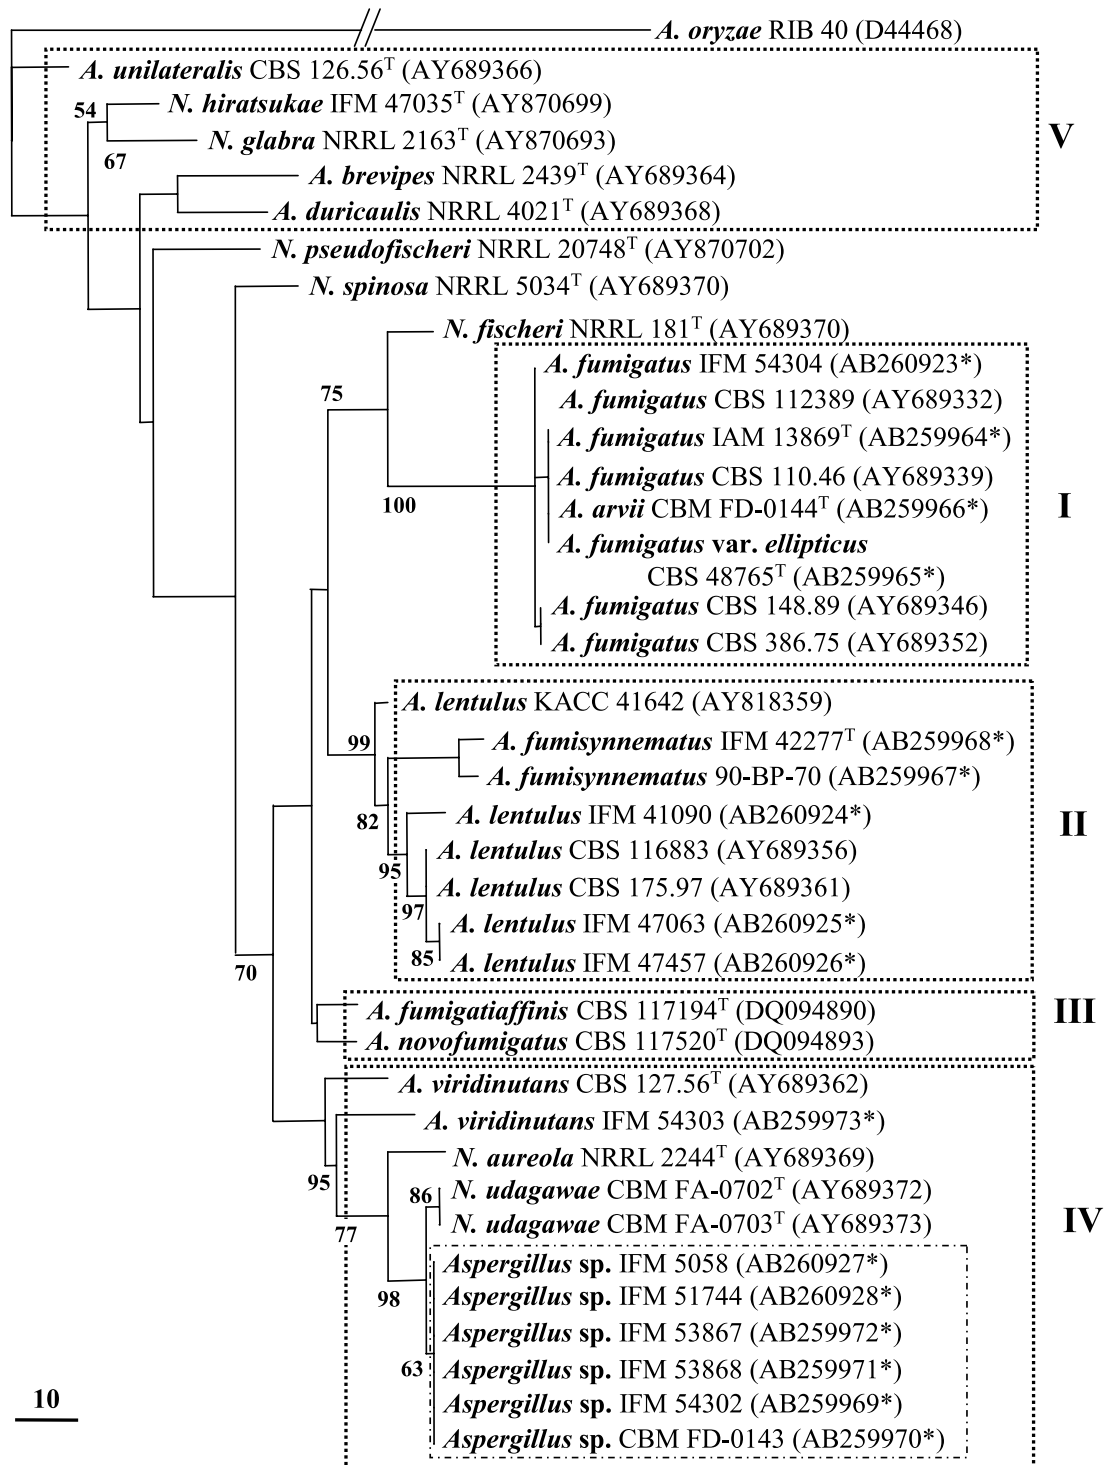 A. oryzae RIB 40 (D44468)
A. unilateralis CBS 126.56T (AY689366)
54
N. hiratsukae IFM 47035T (AY870699)
N. glabra NRRL 2163T (AY870693)
67
V
A. brevipes NRRL 2439T (AY689364)
A. duricaulis NRRL 4021T (AY689368)
N. pseudofischeri NRRL 20748T (AY870702)
N. spinosa NRRL 5034T (AY689370)
N. fischeri NRRL 181T (AY689370)
75
A. fumigatus IFM 54304 (AB260923*)
A. fumigatus CBS 112389 (AY689332)
A. fumigatus IAM 13869T (AB259964*)
A. fumigatus CBS 110.46 (AY689339)
100
A. arvii CBM FD-0144T (AB259966*)
I
A. fumigatus var. ellipticus
CBS 48765T (AB259965*)
A. fumigatus CBS 148.89 (AY689346)
A. fumigatus CBS 386.75 (AY689352)
A. lentulus KACC 41642 (AY818359)
99
A. fumisynnematus IFM 42277T (AB259968*)
A. fumisynnematus 90-BP-70 (AB259967*)
82
A. lentulus IFM 41090 (AB260924*)
II
A. lentulus CBS 116883 (AY689356)
95
A. lentulus CBS 175.97 (AY689361)
97
A. lentulus IFM 47063 (AB260925*)
85
A. lentulus IFM 47457 (AB260926*)
70
A. fumigatiaffinis CBS 117194T (DQ094890)
III
A. novofumigatus CBS 117520T (DQ094893)
A. viridinutans CBS 127.56T (AY689362)
A. viridinutans IFM 54303 (AB259973*)
N. aureola NRRL 2244T (AY689369)
95
86
N. udagawae CBM FA-0702T (AY689372)
N. udagawae CBM FA-0703T (AY689373)
77
IV
Aspergillus sp. IFM 5058 (AB260927*)
98
Aspergillus sp. IFM 51744 (AB260928*)
Aspergillus sp. IFM 53867 (AB259972*)
63
Aspergillus sp. IFM 53868 (AB259971*)
Aspergillus sp. IFM 54302 (AB259969*)
10
Aspergillus sp. CBM FD-0143 (AB259970*)